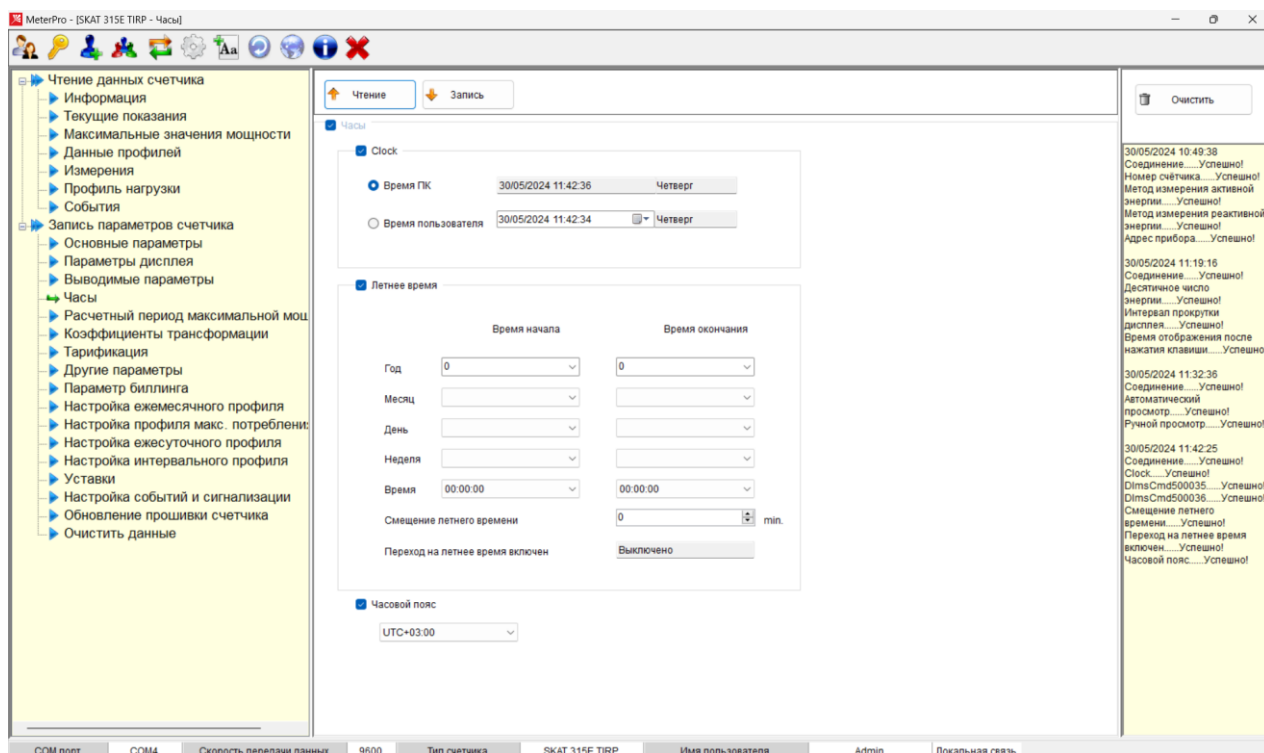 MeterPro - [SKAT 315E TIRP - Часы]
Aa
Чтение данных счетчика
Информация
Текущие показания
Максимальные значения мощности
Данные профилей
Измерения
Профиль нагрузки
События
Запись параметров счетчика
Основные параметры
Параметры дисплея
Выводимые параметры
Часы
Расчетный период максимальной мощ
Коэффициенты трансформации
Тарификация
Другие параметры
Параметр биллинга
Настройка ежемесячного профиля
Настройка профиля макс. потреблени
Настройка ежесуточного профиля
Настройка интервального профиля
Уставки
Настройка событий и сигнализации
Обновление прошивки счетчика
Очистить данные
Чтение Запись
Часы
Clock
Время ПК 30/05/2024 11:42:36 Четверг
Время пользователя 30/05/2024 11:42:34 Четверг
Летнее время
Время начала Время окончания
Год 0 0
Месяц
День
Неделя
Время 00:00:00 00:00:00
Смещение летнего времени 0 min.
Переход на летнее время включен Выключено
Часовой пояс
UTC+03:00
Очистить
30/05/2024 10:49:38
Соединение......Успешно!
Номер счётчика......Успешно!
Метод измерения активной
энергии......Успешно!
Метод измерения реактивной
энергии......Успешно!
Адрес прибора......Успешно!
30/05/2024 11:19:16
Соединение......Успешно!
Десятичное число
энергии......Успешно!
Интервал прокрутки
дисплея......Успешно!
Время отображения после
нажатия клавиши......Успешно
30/05/2024 11:32:36
Соединение......Успешно!
Автоматический
просмотр......Успешно!
Ручной просмотр......Успешно!
30/05/2024 11:42:25
Соединение......Успешно!
Clock......Успешно!
DlmsCmd500035......Успешно!
DlmsCmd500036......Успешно!
Смещение летнего
времени......Успешно!
Переход на летнее время
включен......Успешно!
Часовой пояс......Успешно!
COM порт COM4 Скорость передачи данных 9600 Тип счетчика SKAT 315E TIRP Имя пользователя Admin Локальная связь